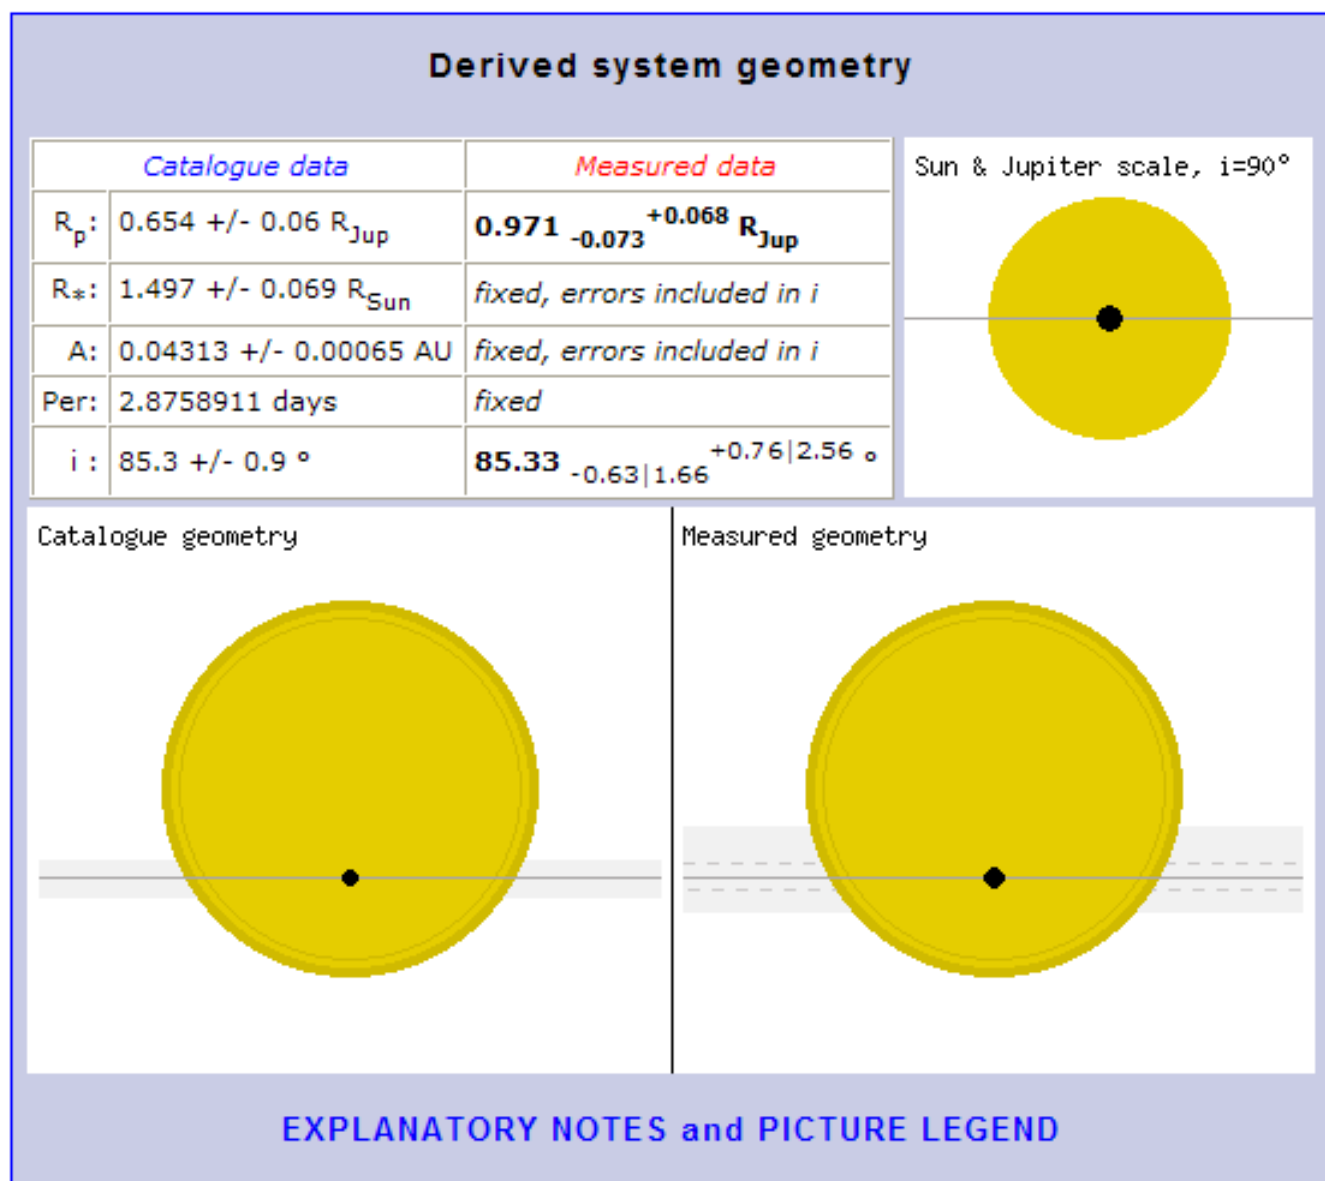 Derived system geometry
Catalogue data Measured data
Rp: 0.654 +/- 0.06 RJup 0.971 -0.073 +0.068 RJup
R*: 1.497 +/- 0.069 RSun fixed, errors included in i
A: 0.04313 +/- 0.00065 AU fixed, errors included in i
Per: 2.8758911 days fixed
i : 85.3 +/- 0.9 ° 85.33 -0.63|1.66 +0.76|2.56 °
Sun & Jupiter scale, i=90°
Catalogue geometry
Measured geometry
EXPLANATORY NOTES and PICTURE LEGEND